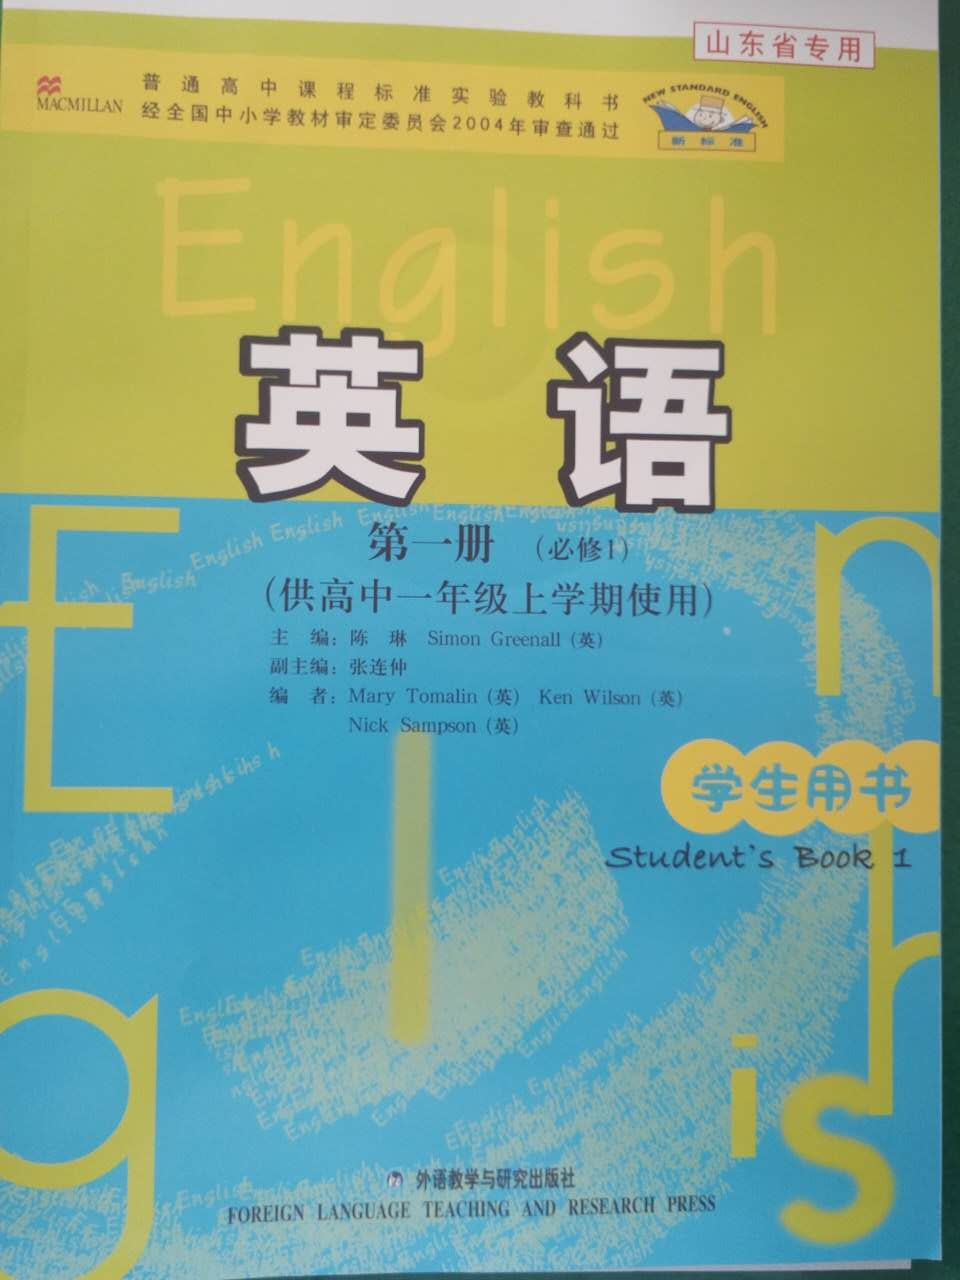 山东省专用
MACMILLAN
普通高中课程标准实验教科书
经全国中小学教材审定委员会2004年审查通过
NEW STANDARD ENGLISH
新标准
English
英语
第一册 (必修1)
(供高中一年级上学期使用)
主 编: 陈 琳 Simon Greenall (英)
副主编: 张连仲
编 者: Mary Tomalin (英) Ken Wilson (英)
Nick Sampson (英)
学生用书
Student's Book 1
English
外语教学与研究出版社
FOREIGN LANGUAGE TEACHING AND RESEARCH PRESS